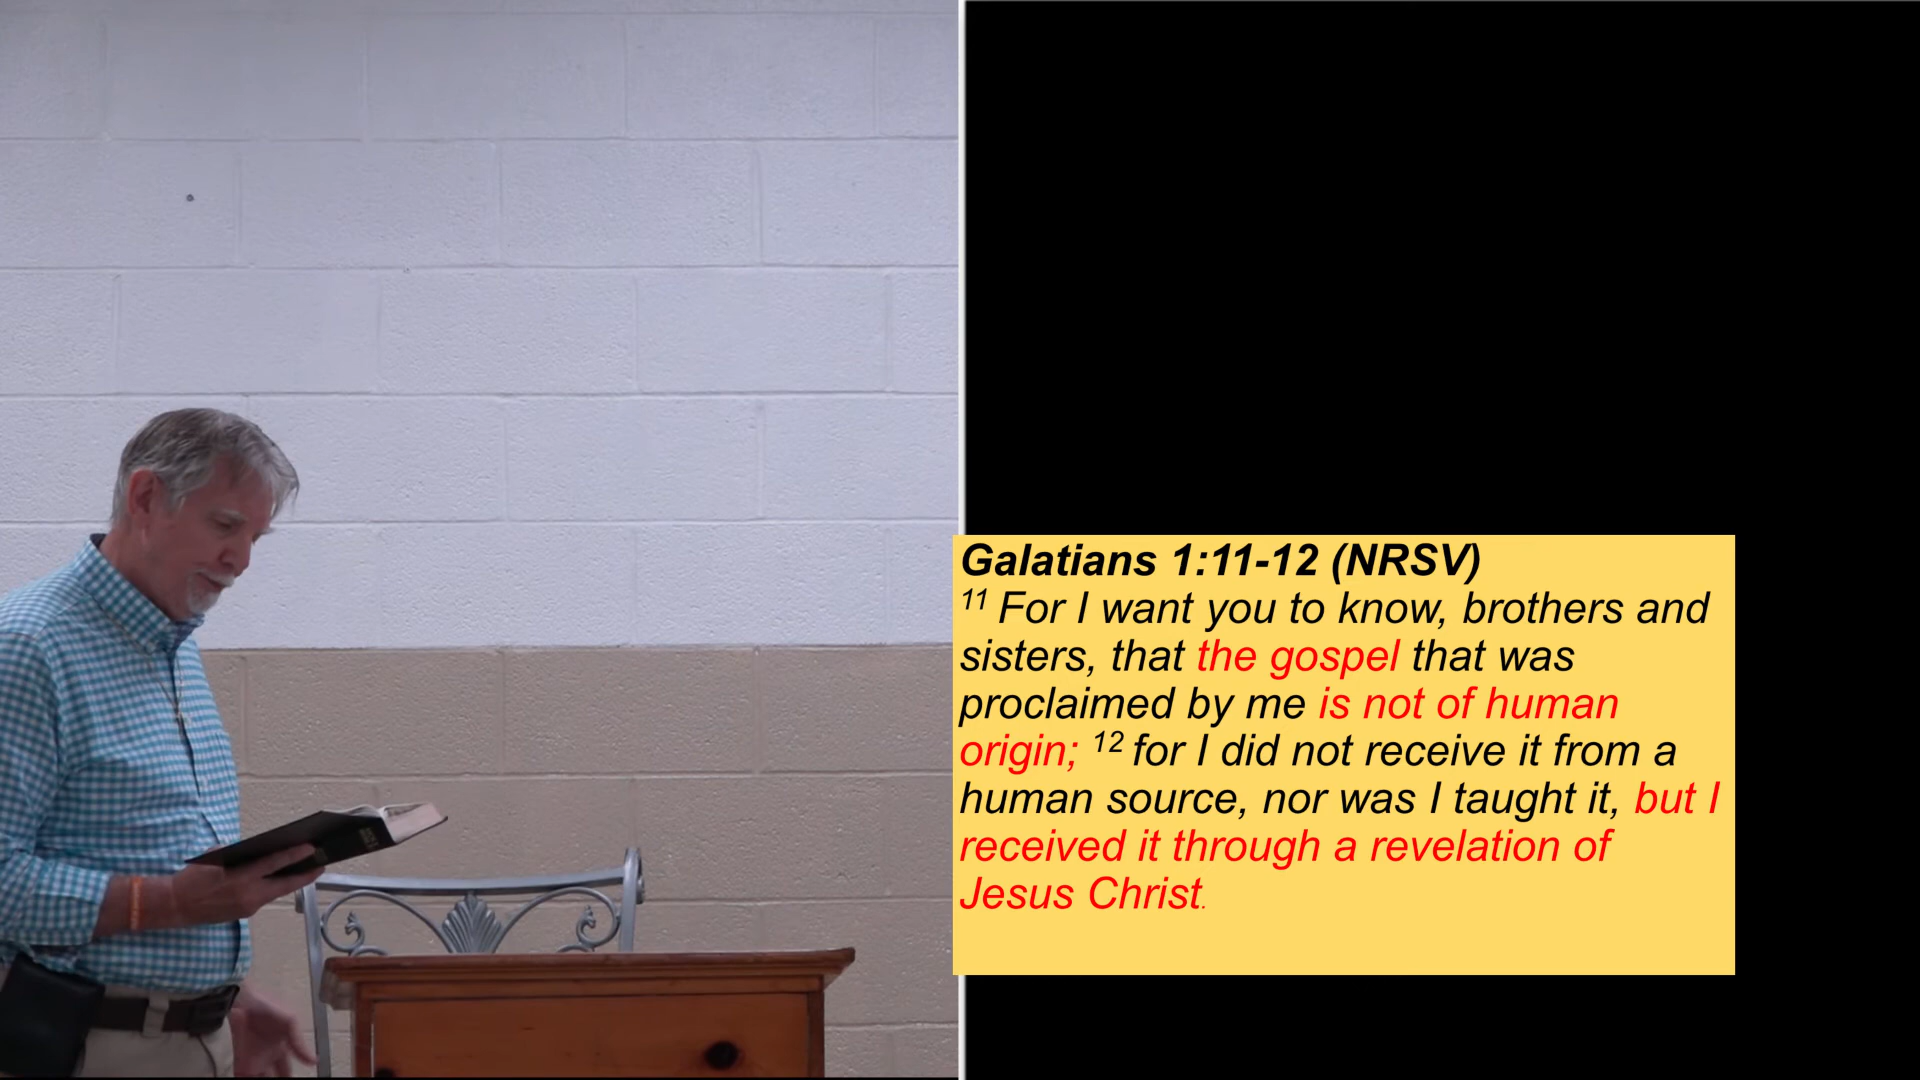 Galatians 1:11-12 (NRSV)
11 For I want you to know, brothers and
sisters, that the gospel that was
proclaimed by me is not of human
origin; 12 for I did not receive it from a
human source, nor was I taught it, but I
received it through a revelation of
Jesus Christ.